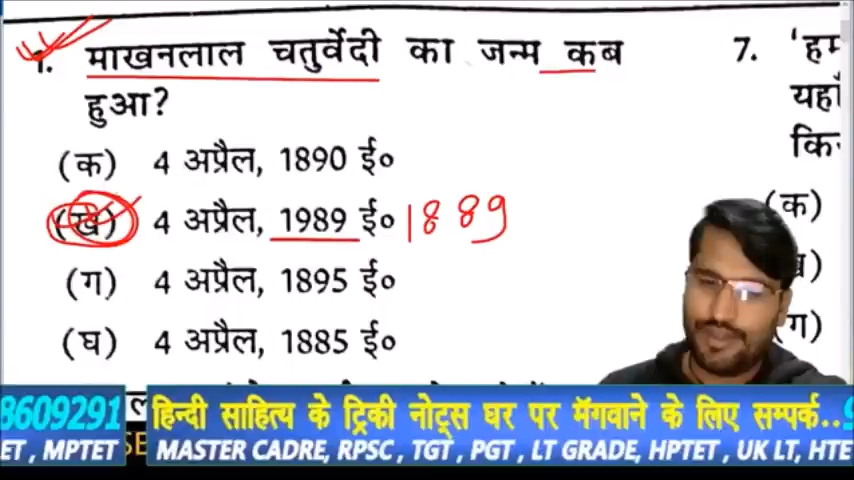 1. माखनलाल चतुर्वेदी का जन्म कब
हुआ?
(क) 4 अप्रैल, 1890 ई०
(ख) 4 अप्रैल, 1989 ई० 1889
(ग) 4 अप्रैल, 1895 ई०
(घ) 4 अप्रैल, 1885 ई०
7. 'हम
यहाँ
(क)
(ग)
8609291 हिन्दी साहित्य के ट्रिकी नोट्स घर पर मँगवाने के लिए सम्पर्क..
ET, MPTET MASTER CADRE, RPSC, TGT, PGT, LT GRADE, HPTET, UK LT, HTE